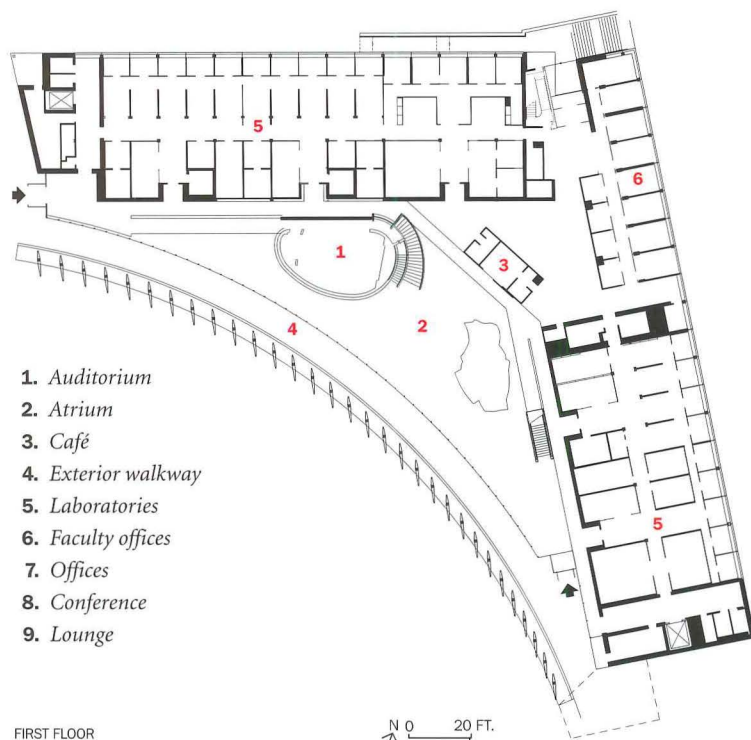 5
6
1
3
4
2
5
1. Auditorium
2. Atrium
3. Café
4. Exterior walkway
5. Laboratories
6. Faculty offices
7. Offices
8. Conference
9. Lounge
FIRST FLOOR
N 0 20 FT.